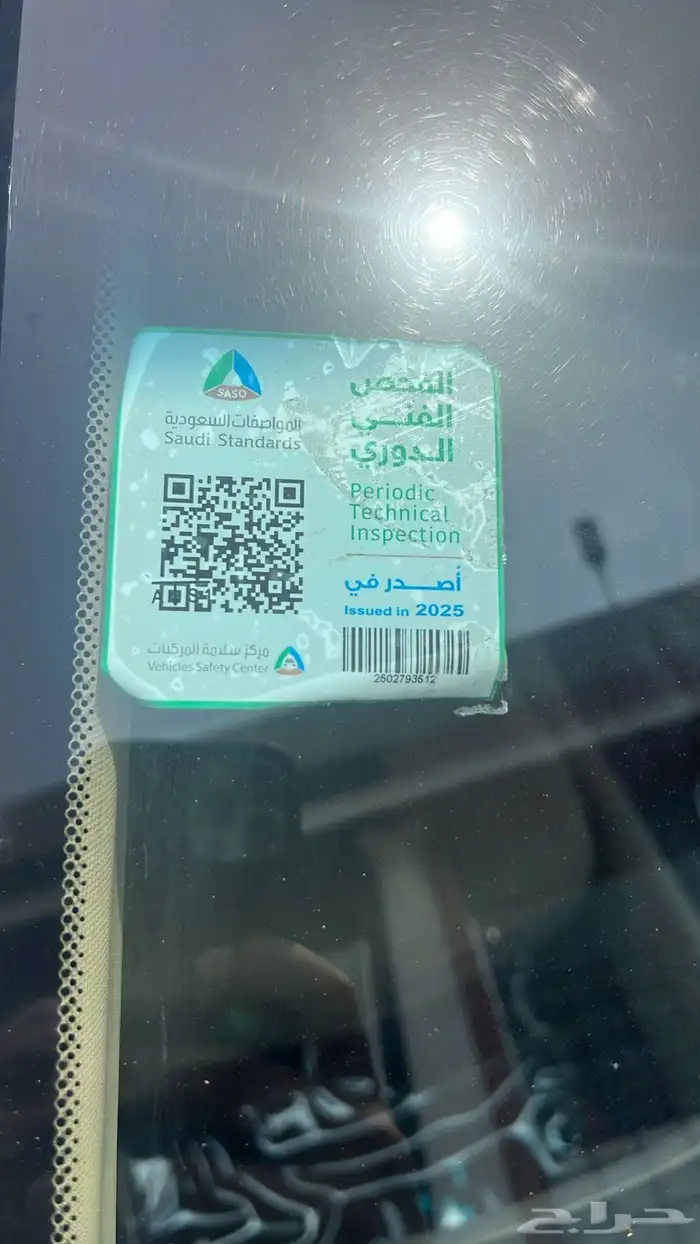 SASO
المواصفات السعودية
Saudi Standards
الفحص
الفني
الدوري
Periodic
Technical
Inspection
أصدر في
Issued in 2025
2502793512
مركز سلامة المركبات
Vehicles Safety Center
حراج